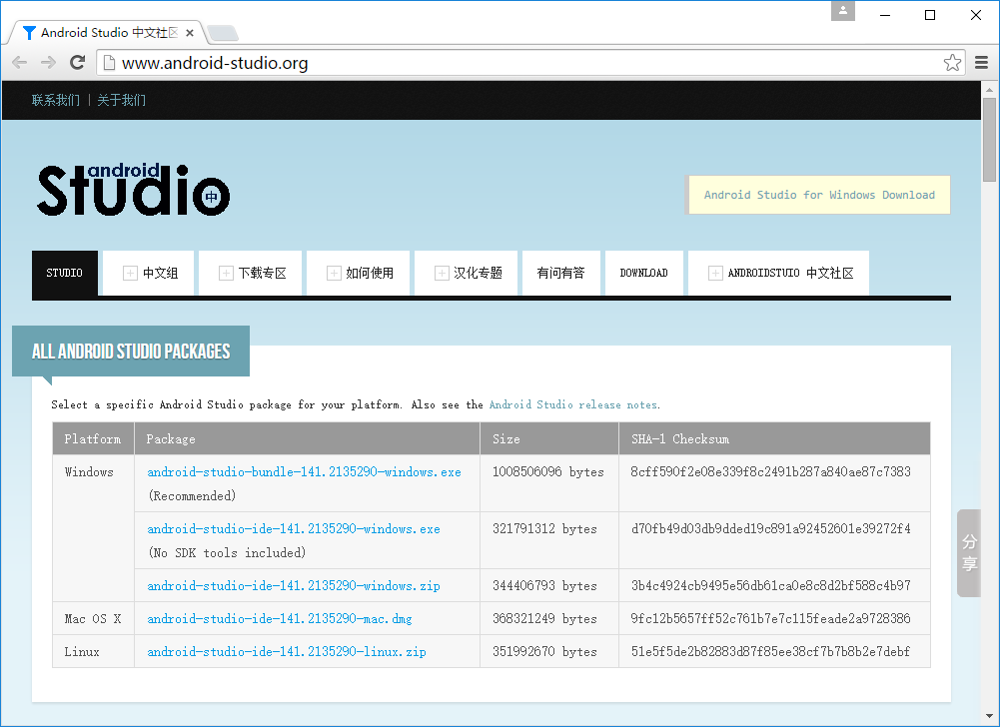 Android Studio 中文社区
www.android-studio.org
联系我们 | 关于我们
android
Studio
中
Android Studio for Windows Download
STUDIO 中文组 下载专区 如何使用 汉化专题 有问有答 DOWNLOAD ANDROIDSTUIO 中文社区
ALL ANDROID STUDIO PACKAGES
Select a specific Android Studio package for your platform. Also see the Android Studio release notes.
Platform Package Size SHA-1 Checksum
Windows android-studio-bundle-141.2135290-windows.exe 1008506096 bytes 8cff590f2e08e339f8c2491b287a840ae87c7383
(Recommended)
android-studio-ide-141.2135290-windows.exe 321791312 bytes d70fb49d03db9dded19c891a92452601e39272f4
(No SDK tools included)
android-studio-ide-141.2135290-windows.zip 344406793 bytes 3b4c4924cb9495e56db61ca0e8c8d2bf588c4b97
Mac OS X android-studio-ide-141.2135290-mac.dmg 368321249 bytes 9fc12b5657ff52c761b7e7c115feade2a9728386
Linux android-studio-ide-141.2135290-linux.zip 351992670 bytes 51e5f5de2b82883d87f85ee38cf7b7b8b2e7debf
分享